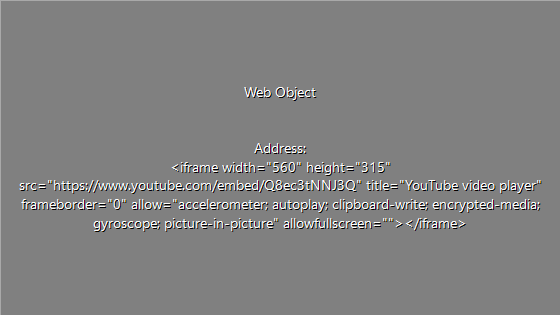 Web Object
Address:
<iframe width="560" height="315"
src="https://www.youtube.com/embed/Q8ec3tNNJ3Q" title="YouTube video player"
frameborder="0" allow="accelerometer; autoplay; clipboard-write; encrypted-media;
gyroscope; picture-in-picture" allowfullscreen=""></iframe>